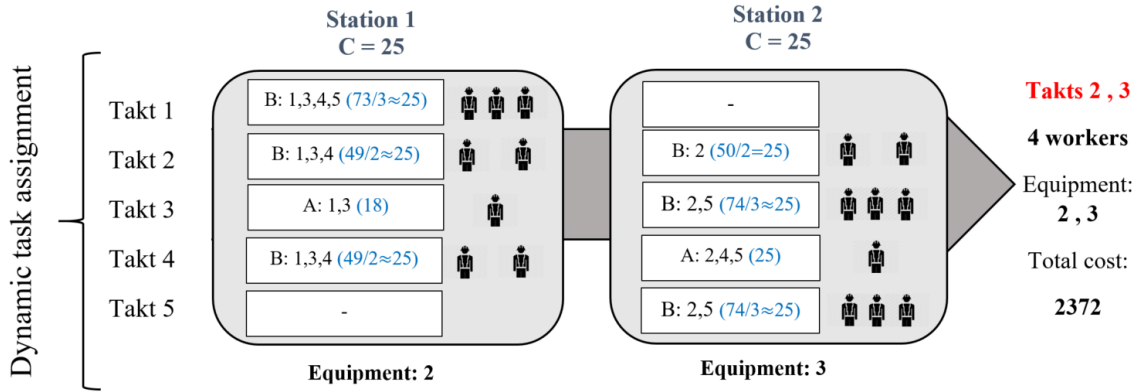 Dynamic task assignment
Station 1
C = 25
Station 2
C = 25
Takt 1
B: 1,3,4,5 (73/3≈25)
-
Takts 2 , 3
Takt 2
B: 1,3,4 (49/2≈25)
B: 2 (50/2=25)
4 workers
Takt 3
A: 1,3 (18)
B: 2,5 (74/3≈25)
Equipment:
2 , 3
Takt 4
B: 1,3,4 (49/2≈25)
A: 2,4,5 (25)
Total cost:
Takt 5
-
B: 2,5 (74/3≈25)
2372
Equipment: 2
Equipment: 3